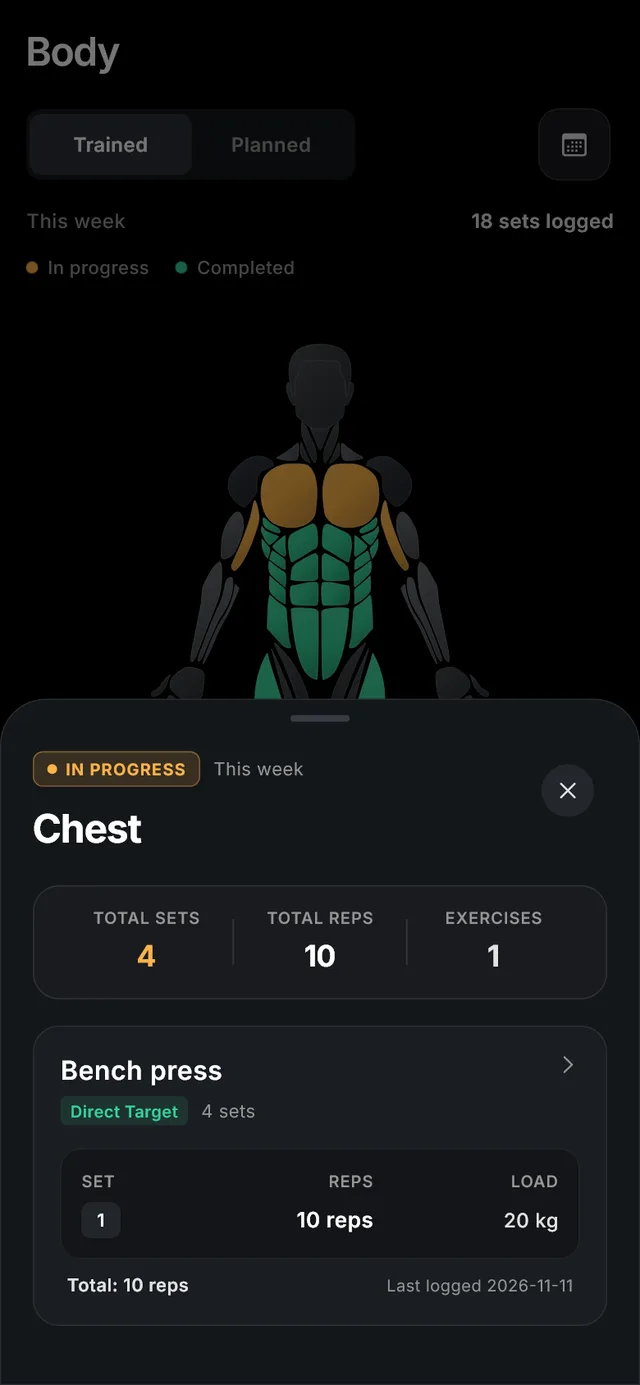 Body
Trained Planned
This week 18 sets logged
In progress Completed
IN PROGRESS This week
Chest
TOTAL SETS TOTAL REPS EXERCISES
4 10 1
Bench press
Direct Target 4 sets
SET REPS LOAD
1 10 reps 20 kg
Total: 10 reps Last logged 2026-11-11